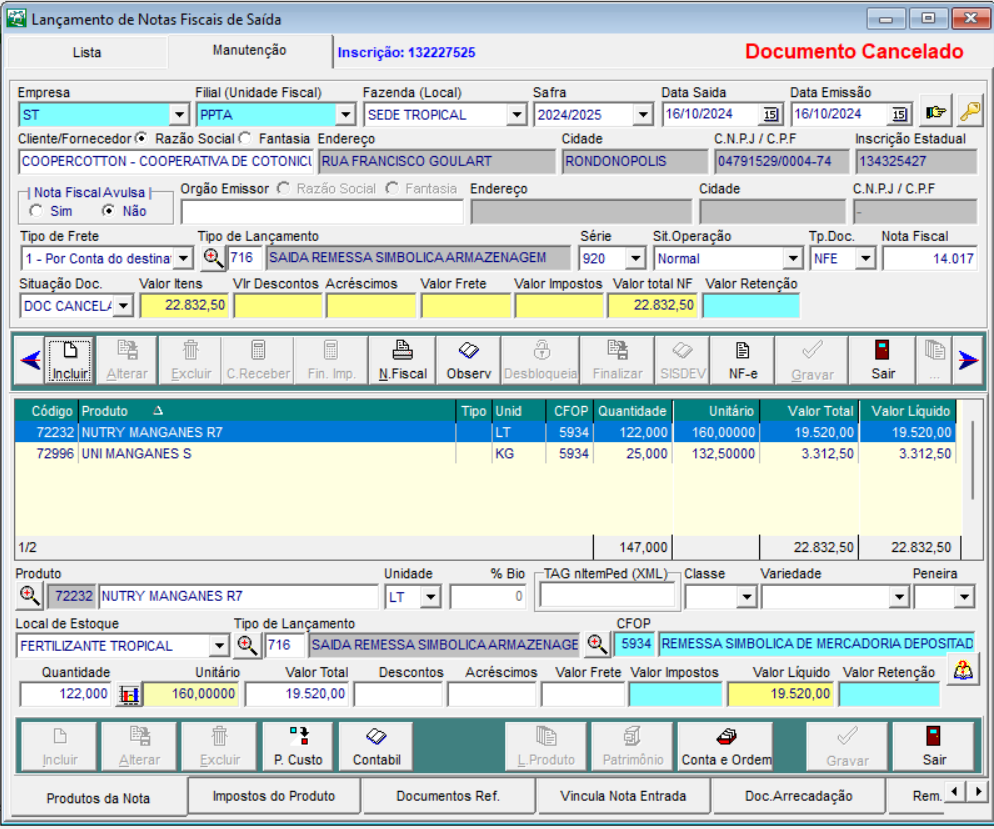 Lançamento de Notas Fiscais de Saída
Lista Manutenção Inscrição: 132227525 Documento Cancelado
Empresa Filial (Unidade Fiscal) Fazenda (Local) Safra Data Saida Data Emissão
ST PPTA SEDE TROPICAL 2024/2025 16/10/2024 16/10/2024
Cliente/Fornecedor Razão Social Fantasia Endereço Cidade C.N.P.J / C.P.F Inscrição Estadual
COOPERCOTTON - COOPERATIVA DE COTONICU RUA FRANCISCO GOULART RONDONOPOLIS 04791529/0004-74 134325427
Nota Fiscal Avulsa Orgão Emissor Razão Social Fantasia Endereço Cidade C.N.P.J / C.P.F
Sim Não -
Tipo de Frete Tipo de Lançamento Série Sit.Operação Tp.Doc. Nota Fiscal
1 - Por Conta do destinat 716 SAIDA REMESSA SIMBOLICA ARMAZENAGEM 920 Normal NFE 14.017
Situação Doc. Valor Itens Vlr Descontos Acréscimos Valor Frete Valor Impostos Valor total NF Valor Retenção
DOC CANCELA 22.832,50 22.832,50
Incluir Alterar Excluir C.Receber Fin. Imp. N.Fiscal Observ Desbloqueia Finalizar SISDEV NF-e Gravar Sair ...
Código Produto Tipo Unid CFOP Quantidade Unitário Valor Total Valor Líquido
72232 NUTRY MANGANES R7 LT 5934 122,000 160,00000 19.520,00 19.520,00
72996 UNI MANGANES S KG 5934 25,000 132,50000 3.312,50 3.312,50
1/2 147,000 22.832,50 22.832,50
Produto Unidade % Bio TAG nItemPed (XML) Classe Variedade Peneira
72232 NUTRY MANGANES R7 LT 0
Local de Estoque Tipo de Lançamento CFOP
FERTILIZANTE TROPICAL 716 SAIDA REMESSA SIMBOLICA ARMAZENAGE 5934 REMESSA SIMBOLICA DE MERCADORIA DEPOSITAD
Quantidade Unitário Valor Total Descontos Acréscimos Valor Frete Valor Impostos Valor Líquido Valor Retenção
122,000 160,00000 19.520,00 19.520,00
Incluir Alterar Excluir P. Custo Contabil L.Produto Patrimônio Conta e Ordem Gravar Sair
Produtos da Nota Impostos do Produto Documentos Ref. Vincula Nota Entrada Doc.Arrecadação Rem.